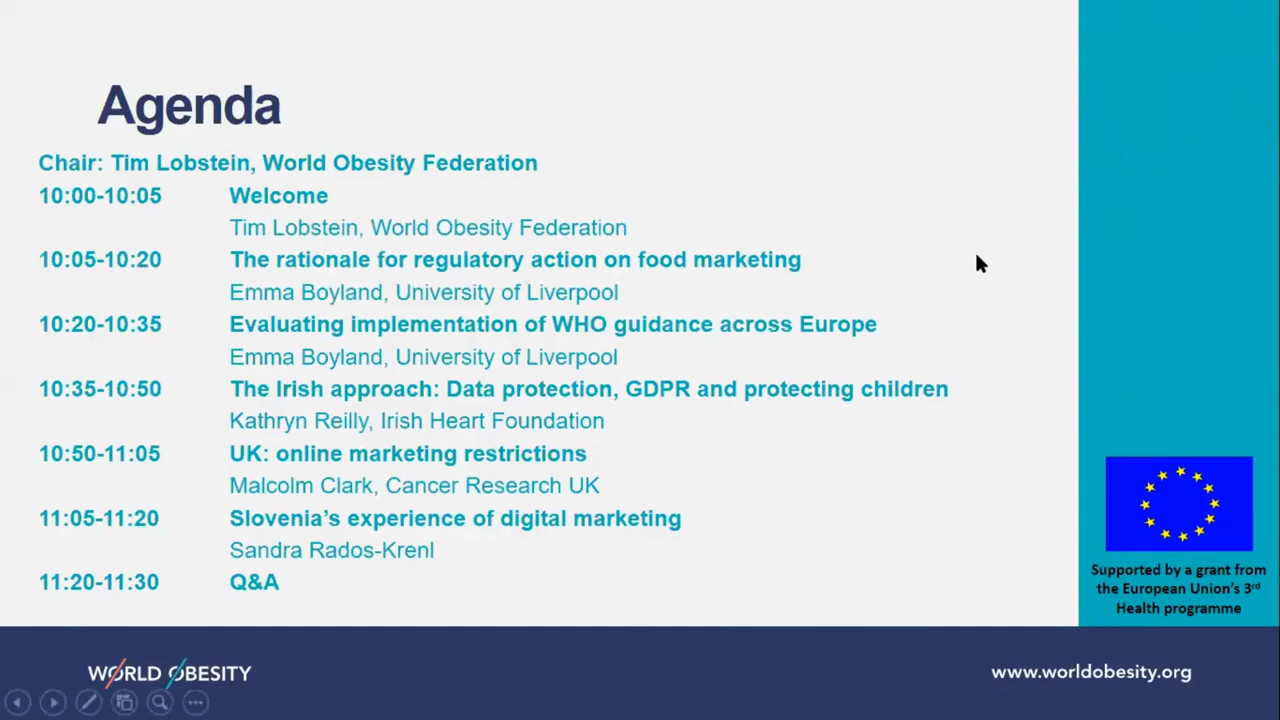 Agenda
Chair: Tim Lobstein, World Obesity Federation
10:00-10:05 Welcome
Tim Lobstein, World Obesity Federation
10:05-10:20 The rationale for regulatory action on food marketing
Emma Boyland, University of Liverpool
10:20-10:35 Evaluating implementation of WHO guidance across Europe
Emma Boyland, University of Liverpool
10:35-10:50 The Irish approach: Data protection, GDPR and protecting children
Kathryn Reilly, Irish Heart Foundation
10:50-11:05 UK: online marketing restrictions
Malcolm Clark, Cancer Research UK
11:05-11:20 Slovenia’s experience of digital marketing
Sandra Rados-Krenl
11:20-11:30 Q&A
Supported by a grant from
the European Union’s 3rd
Health programme
WORLD OBESITY
www.worldobesity.org